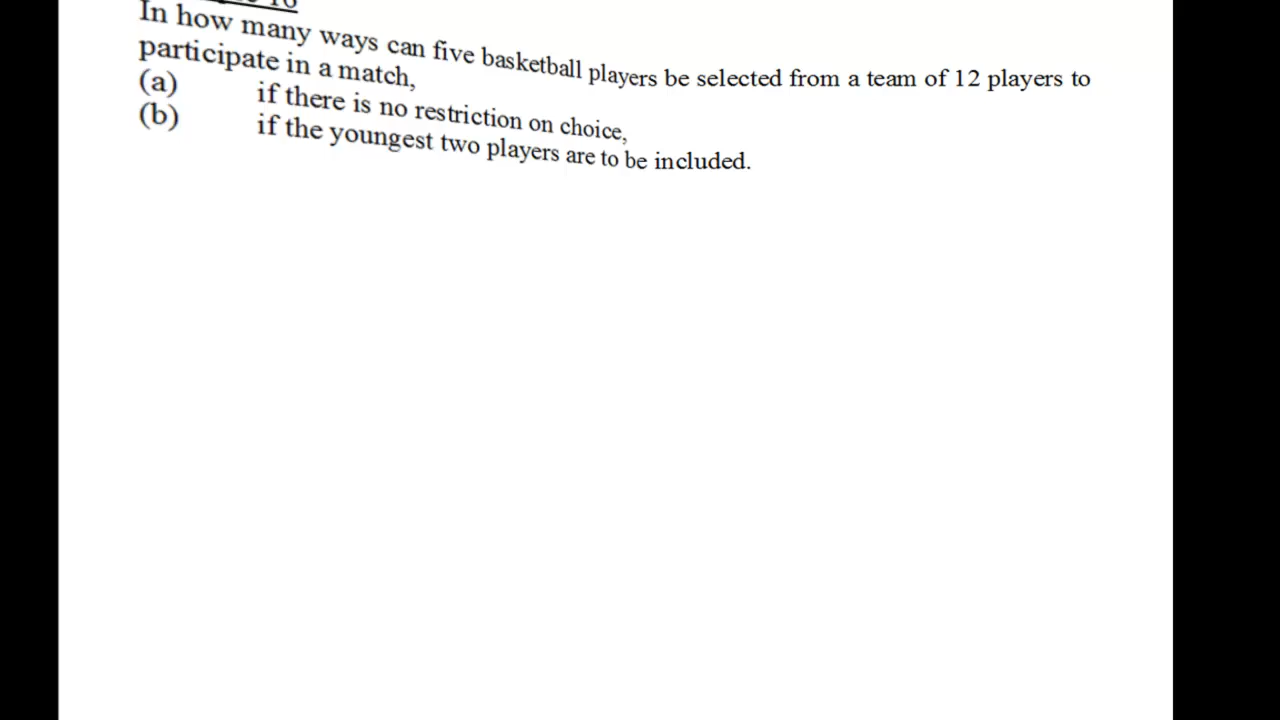 In how many ways can five basketball players be selected from a team of 12 players to
participate in a match,
(a) if there is no restriction on choice,
(b) if the youngest two players are to be included.